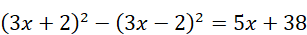 (3x + 2)² − (3x − 2)² = 5x + 38